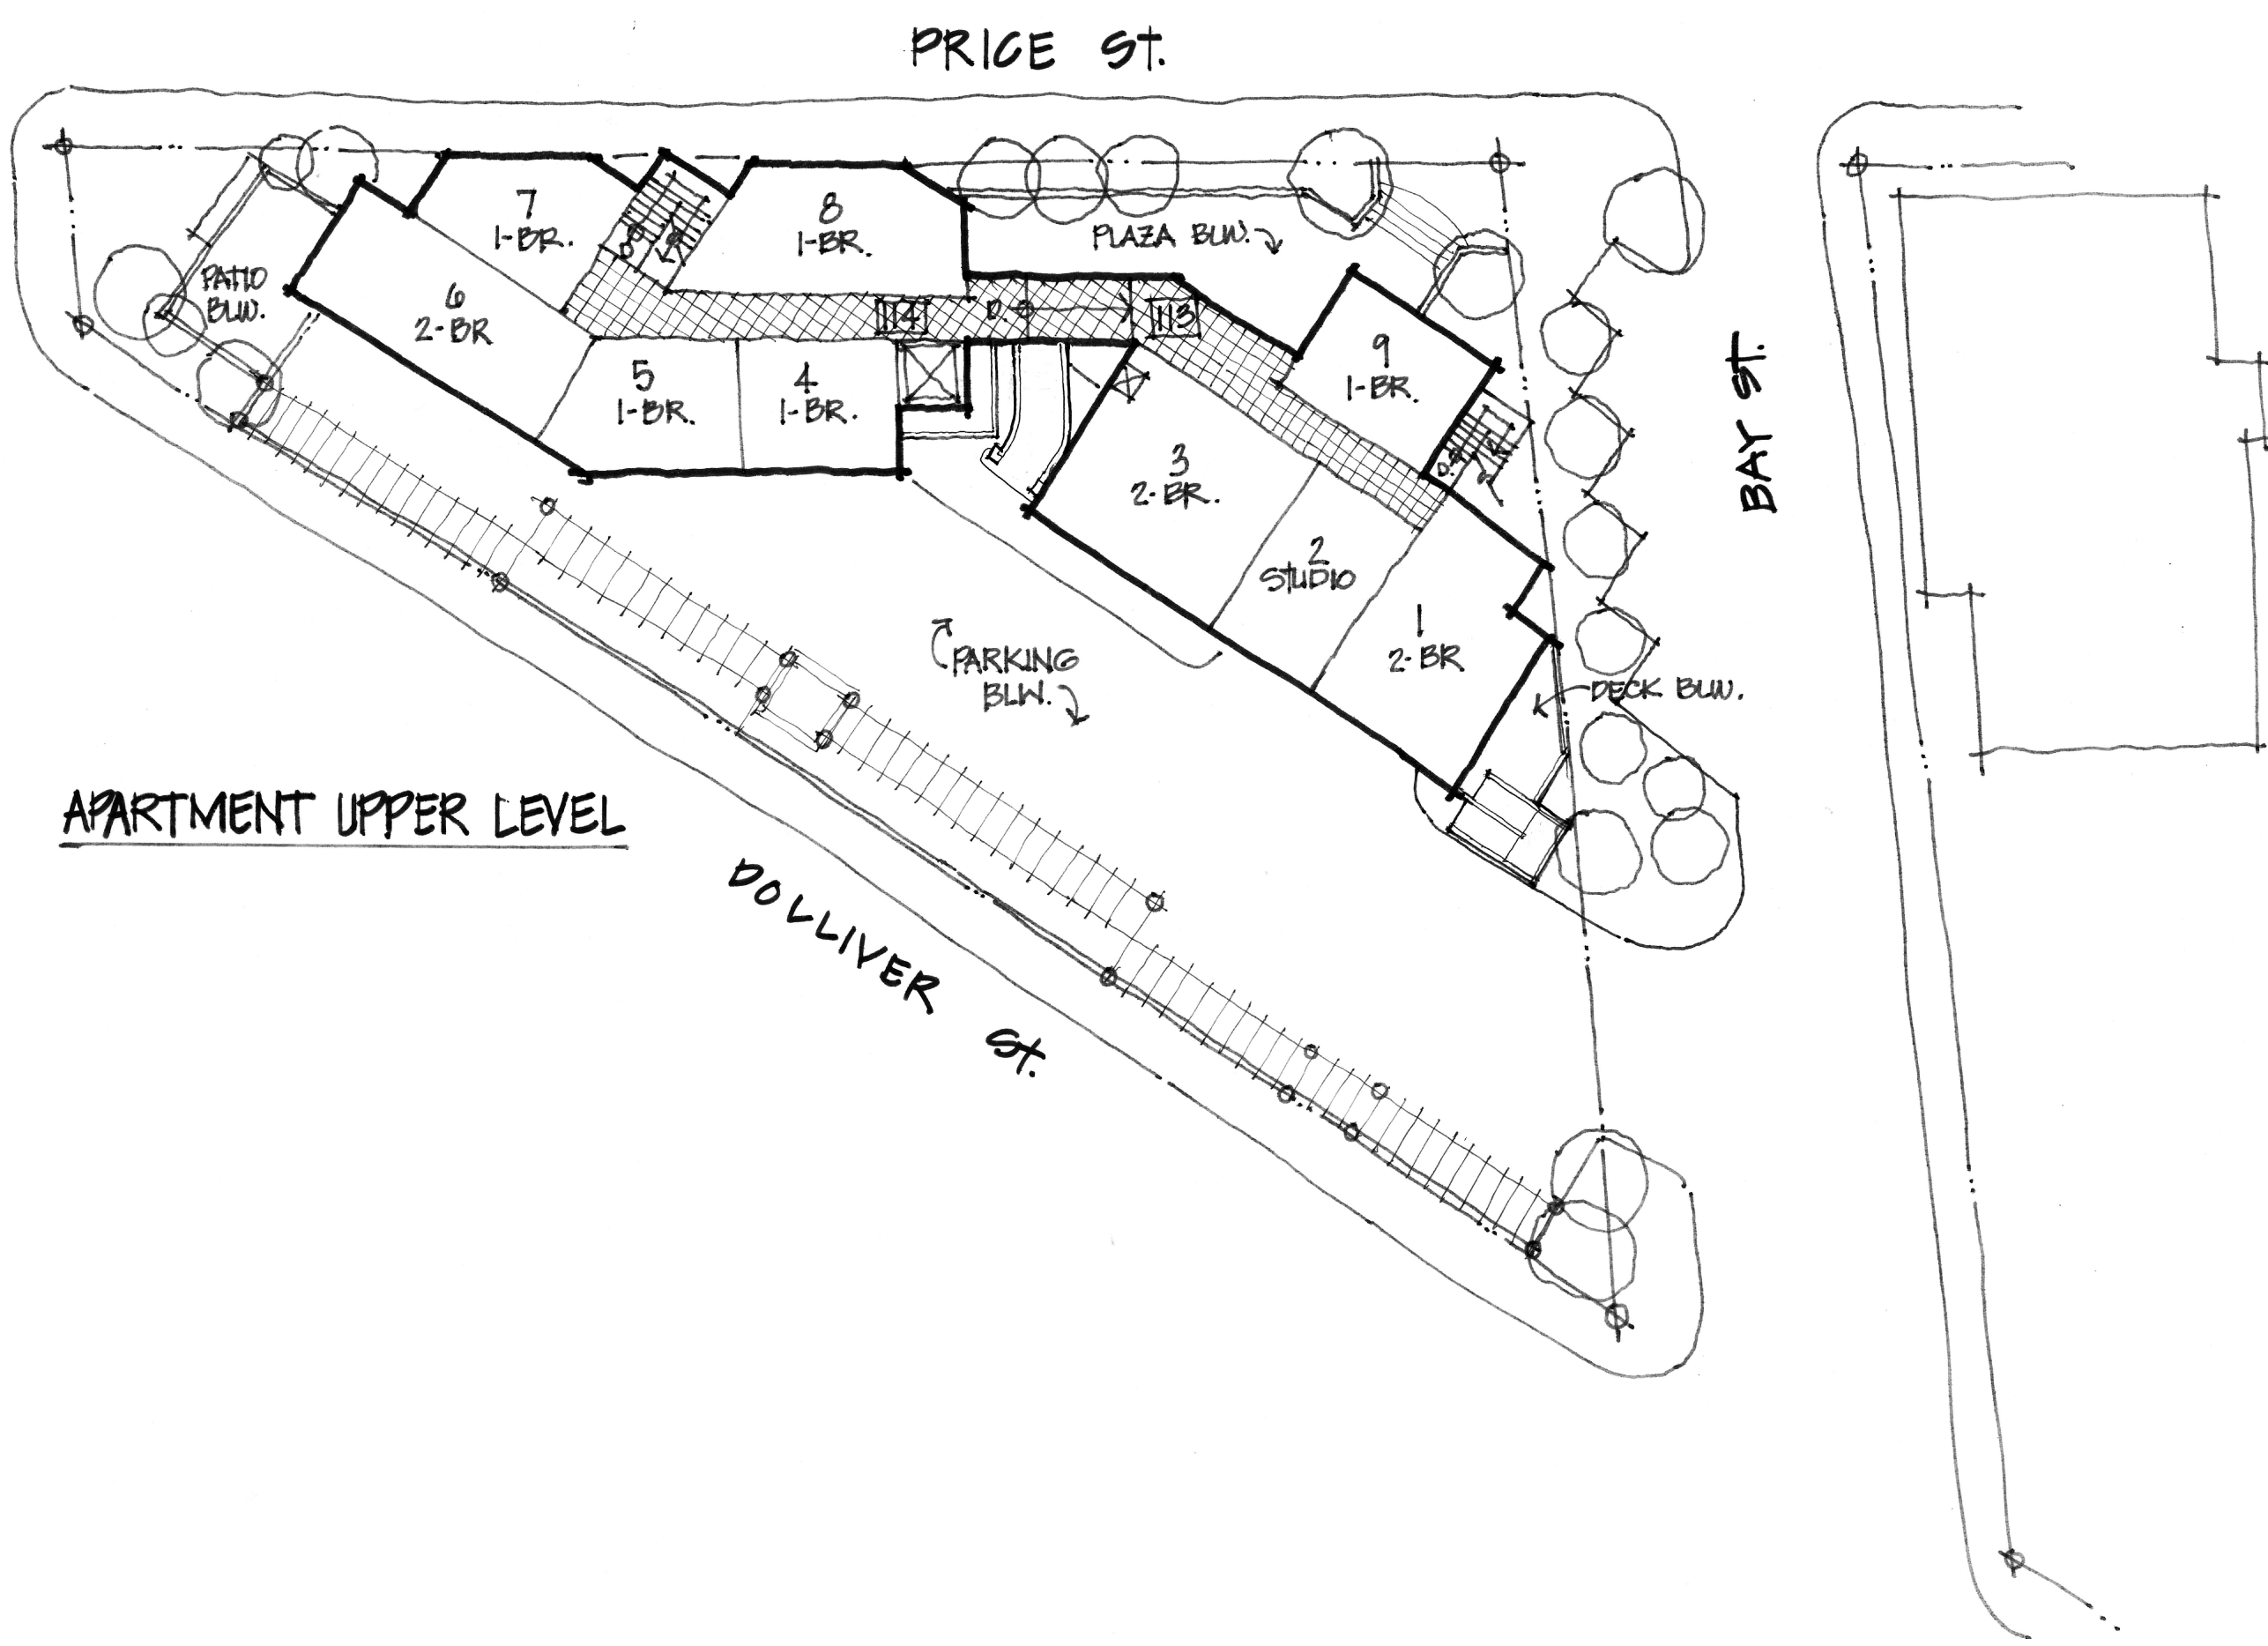 PRICE St.
7
1-BR.
8
1-BR.
PLAZA BLW.
PATIO
BLW.
6
2-BR
D
114
D.
113
9
1-BR.
5
1-BR.
4
1-BR.
BAY St.
3
2-BR.
D.
2
StUDIO
1
2-BR
PARKING
BLW.
DECK BLW.
APARTMENT UPPER LEVEL
DOLLIVER St.